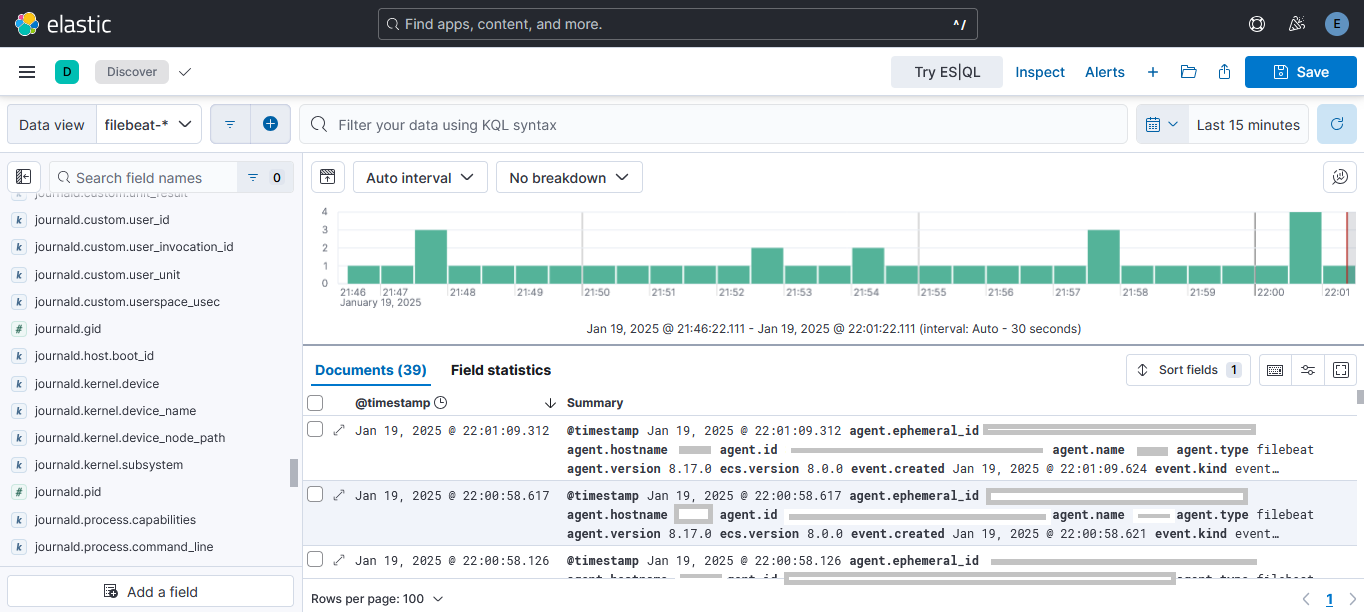 elastic
Find apps, content, and more. ^/
E
D Discover Try ES|QL Inspect Alerts Save
Data view filebeat-* Filter your data using KQL syntax Last 15 minutes
Search field names 0 Auto interval No breakdown
journald.custom.unit_result
k journald.custom.user_id
k journald.custom.user_invocation_id
k journald.custom.user_unit
k journald.custom.userspace_usec
# journald.gid
k journald.host.boot_id
k journald.kernel.device
k journald.kernel.device_name
k journald.kernel.device_node_path
k journald.kernel.subsystem
# journald.pid
k journald.process.capabilities
k journald.process.command_line
Add a field
4
3
2
1
0
21:46 21:47 21:48 21:49 21:50 21:51 21:52 21:53 21:54 21:55 21:56 21:57 21:58 21:59 22:00 22:01
January 19, 2025
Jan 19, 2025 @ 21:46:22.111 - Jan 19, 2025 @ 22:01:22.111 (interval: Auto - 30 seconds)
Documents (39) Field statistics Sort fields 1
@timestamp Summary
Jan 19, 2025 @ 22:01:09.312 @timestamp Jan 19, 2025 @ 22:01:09.312 agent.ephemeral_id
agent.hostname agent.id agent.name agent.type filebeat
agent.version 8.17.0 ecs.version 8.0.0 event.created Jan 19, 2025 @ 22:01:09.624 event.kind event…
Jan 19, 2025 @ 22:00:58.617 @timestamp Jan 19, 2025 @ 22:00:58.617 agent.ephemeral_id
agent.hostname agent.id agent.name agent.type filebeat
agent.version 8.17.0 ecs.version 8.0.0 event.created Jan 19, 2025 @ 22:00:58.621 event.kind event…
Jan 19, 2025 @ 22:00:58.126 @timestamp Jan 19, 2025 @ 22:00:58.126 agent.ephemeral_id
agent.hostname agent.id agent.type filebeat
Rows per page: 100 1